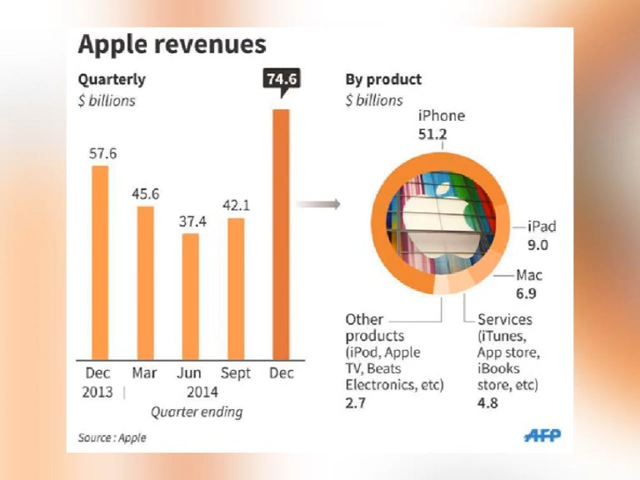 Apple revenues
Quarterly
$ billions
74.6
57.6
45.6
37.4
42.1
Dec Mar Jun Sept Dec
2013 | 2014
Quarter ending
Source : Apple
By product
$ billions
iPhone
51.2
iPad
9.0
Mac
6.9
Other
products
(iPod, Apple
TV, Beats
Electronics, etc)
2.7
Services
(iTunes,
App store,
iBooks
store, etc)
4.8
AFP